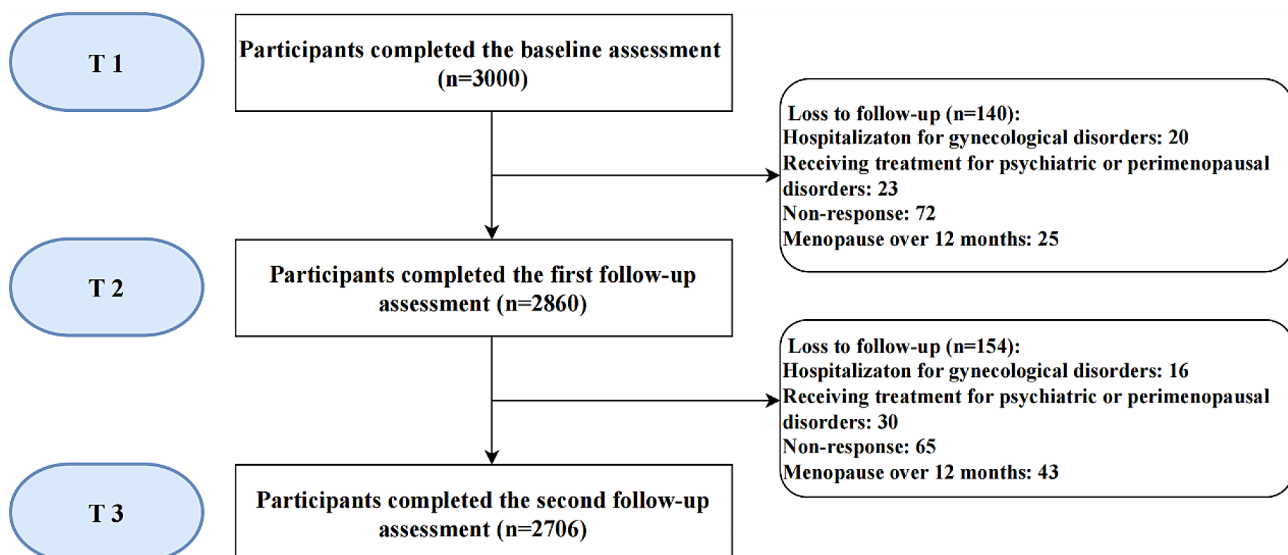 T 1
Participants completed the baseline assessment
(n=3000)
Loss to follow-up (n=140):
Hospitalizaton for gynecological disorders: 20
Receiving treatment for psychiatric or perimenopausal
disorders: 23
Non-response: 72
Menopause over 12 months: 25
T 2
Participants completed the first follow-up
assessment (n=2860)
Loss to follow-up (n=154):
Hospitalizaton for gynecological disorders: 16
Receiving treatment for psychiatric or perimenopausal
disorders: 30
Non-response: 65
Menopause over 12 months: 43
T 3
Participants completed the second follow-up
assessment (n=2706)